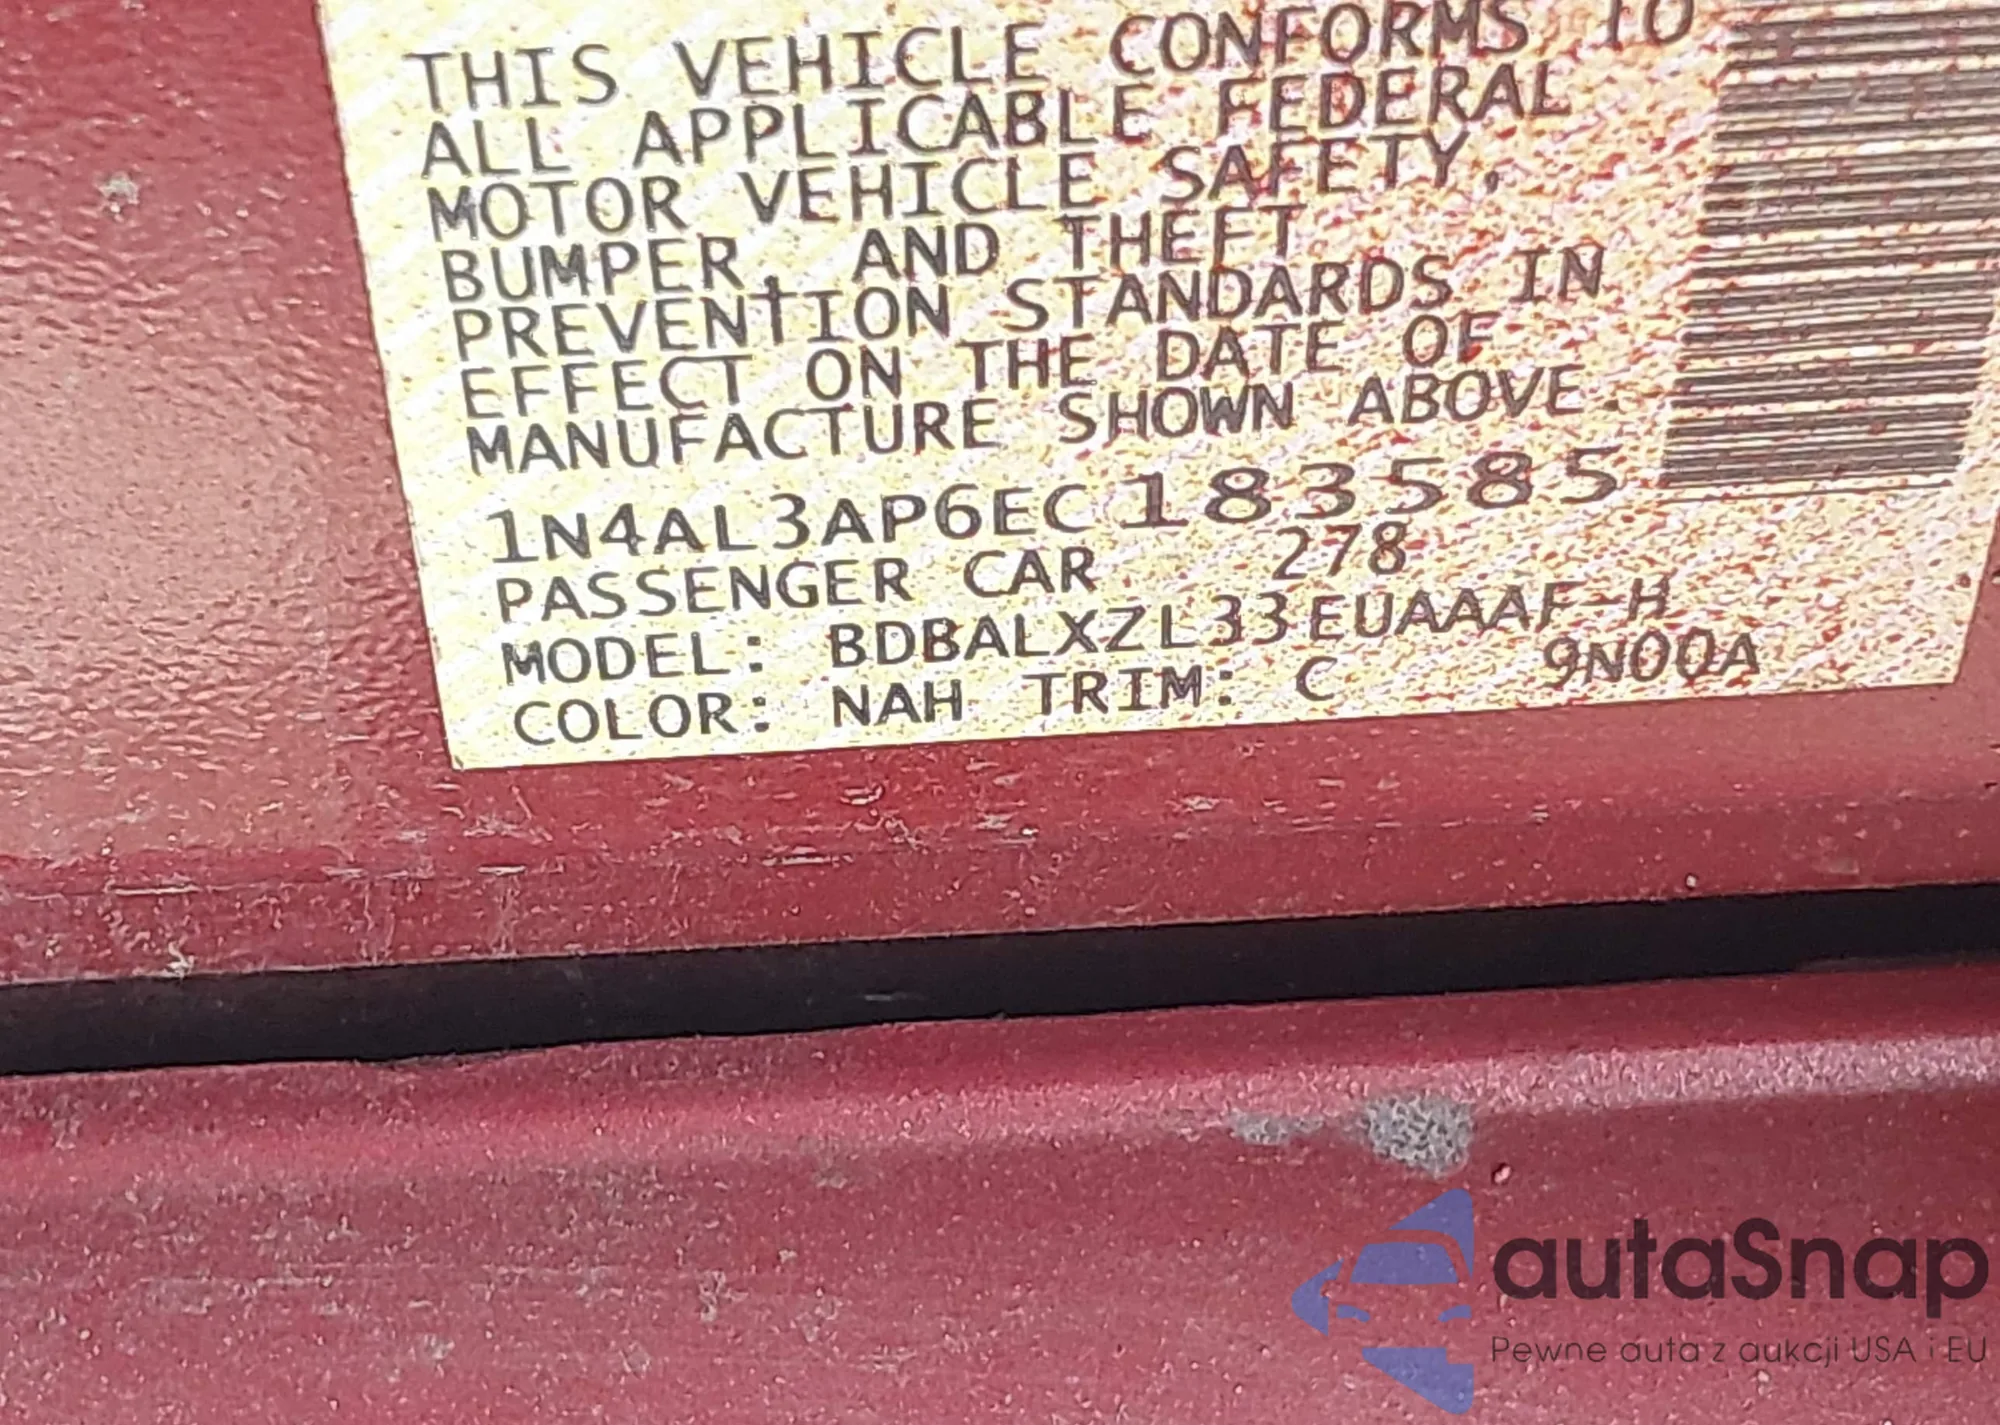 THIS VEHICLE CONFORMS TO
ALL APPLICABLE FEDERAL
MOTOR VEHICLE SAFETY,
BUMPER, AND THEFT
PREVENTION STANDARDS IN
EFFECT ON THE DATE OF
MANUFACTURE SHOWN ABOVE.
1N4AL3AP6EC183585
PASSENGER CAR 278
MODEL: BDBALXZL33EUAAAF-H
COLOR: NAH TRIM: C 9N00A
autaSnap
Pewne auta z aukcji USA i EU